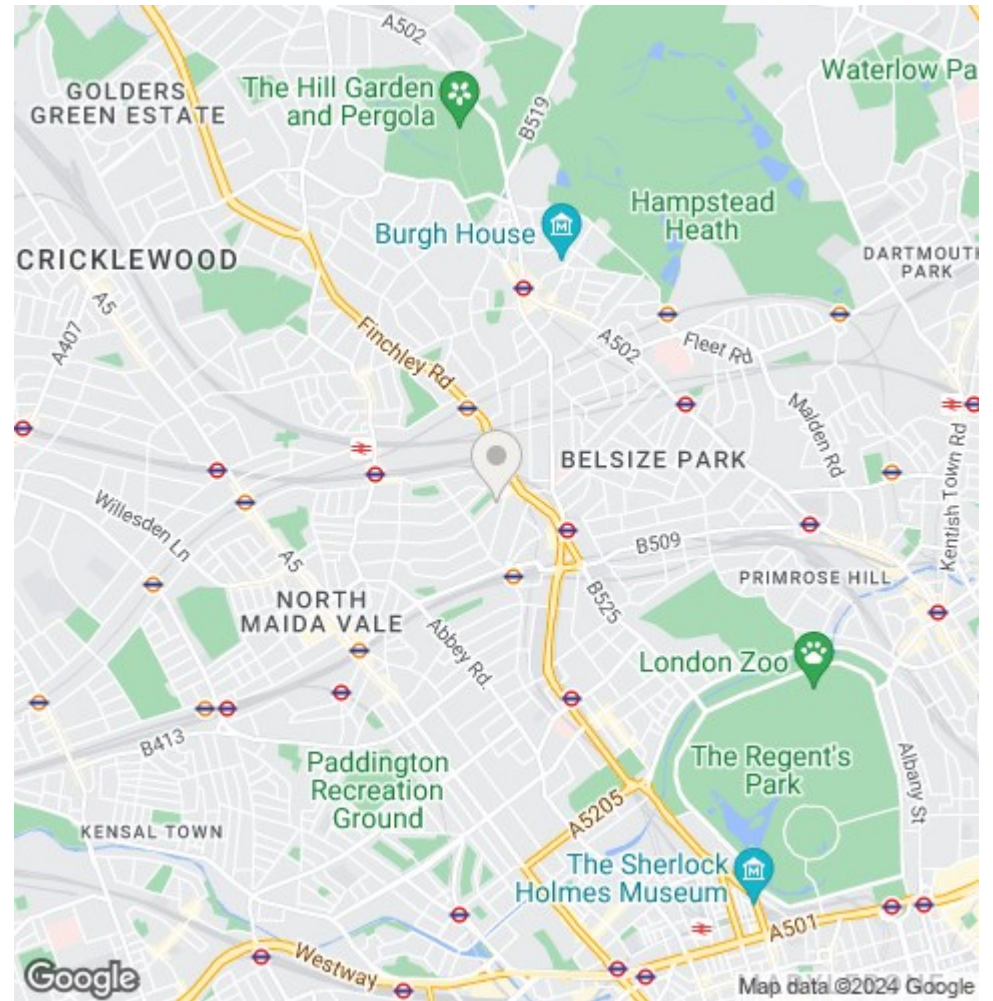 A502
GOLDERS
GREEN ESTATE
The Hill Garden
and Pergola
B519
Hampstead
Heath
Burgh House
CRICKLEWOOD
DARTMOUTH
PARK
A5
A407
Finchley Rd
A502
Fleet Rd
Malden Rd
BELSIZE PARK
Kentish Town Rd
Willesden Ln
A5
B509
PRIMROSE HILL
NORTH
MAIDA VALE
B525
Abbey Rd.
London Zoo
B413
The Regent's
Park
Albany St
Paddington
Recreation
Ground
A5205
KENSAL TOWN
The Sherlock
Holmes Museum
A501
Westway
Google
Map data ©2024 Google